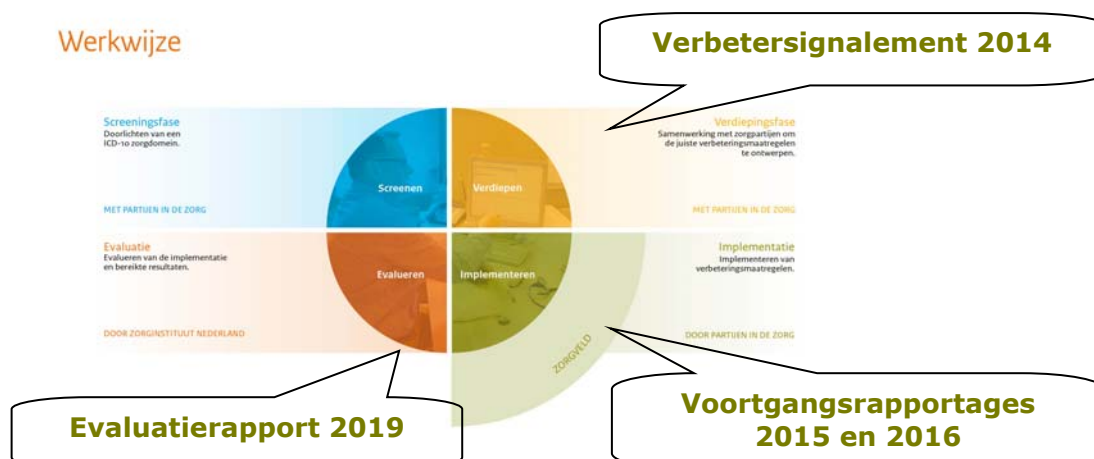 Werkwijze
Verbetersignalement 2014
Screeningsfase
Doorlichten van een
ICD-10 zorgdomein.
MET PARTIJEN IN DE ZORG
Screenen
Verdiepen
Verdiepingsfase
Samenwerking met zorgpartijen om
de juiste verbeteringsmaatregelen
te ontwerpen.
MET PARTIJEN IN DE ZORG
Evaluatie
Evalueren van de implementatie
en bereikte resultaten.
DOOR ZORGINSTITUUT NEDERLAND
Evalueren
Implementeren
Implementatie
Implementeren van
verbeteringsmaatregelen.
DOOR PARTIJEN IN DE ZORG
ZORGVELD
Evaluatierapport 2019
Voortgangsrapportages
2015 en 2016